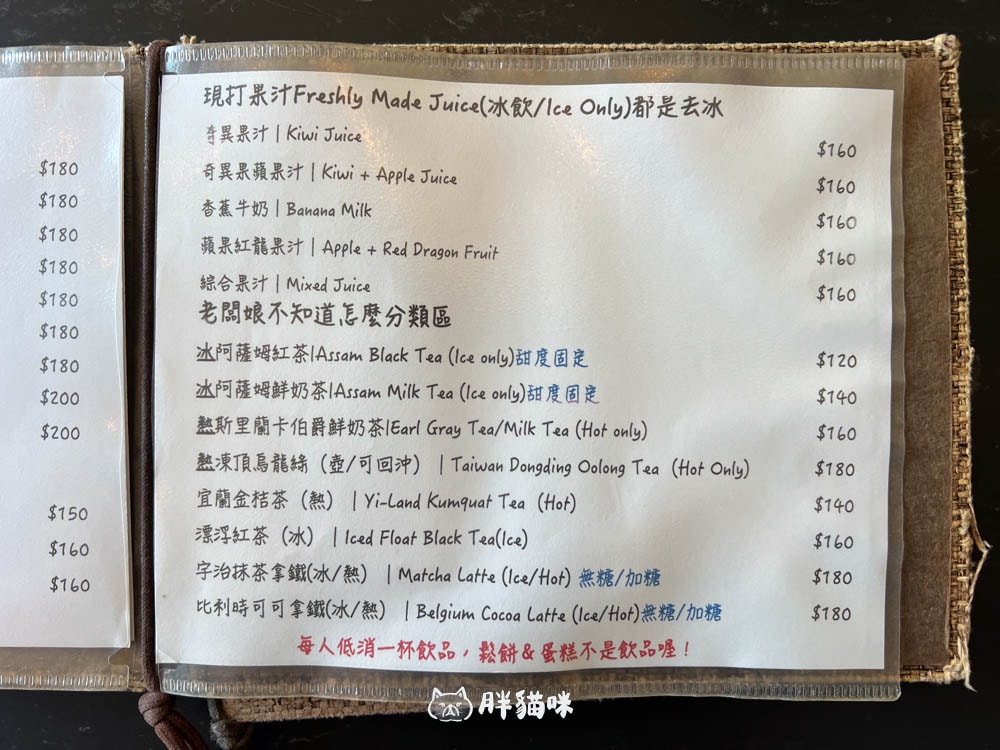 $180
$180
$180
$180
$180
$180
$180
$200
$200
$150
$160
$160
現打果汁Freshly Made Juice(冰飲/Ice Only)都是去冰
奇異果汁 | Kiwi Juice $160
奇異果蘋果汁 | Kiwi + Apple Juice $160
香蕉牛奶 | Banana Milk $160
蘋果紅龍果汁 | Apple + Red Dragon Fruit $160
綜合果汁 | Mixed Juice $160
老闆娘不知道怎麼分類區
冰阿薩姆紅茶|Assam Black Tea (Ice only)甜度固定 $120
冰阿薩姆鮮奶茶|Assam Milk Tea (Ice only)甜度固定 $140
熱斯里蘭卡伯爵鮮奶茶|Earl Gray Tea/Milk Tea (Hot only) $160
熱凍頂烏龍綠（壺/可回沖） | Taiwan Dongding Oolong Tea (Hot Only) $180
宜蘭金桔茶（熱） | Yi-Land Kumquat Tea (Hot) $140
漂浮紅茶（冰） | Iced Float Black Tea(Ice) $160
宇治抹茶拿鐵(冰/熱） | Matcha Latte (Ice/Hot) 無糖/加糖 $180
比利時可可拿鐵(冰/熱） | Belgium Cocoa Latte (Ice/Hot)無糖/加糖 $180
每人低消一杯飲品，鬆餅＆蛋糕不是飲品喔！
胖貓咪